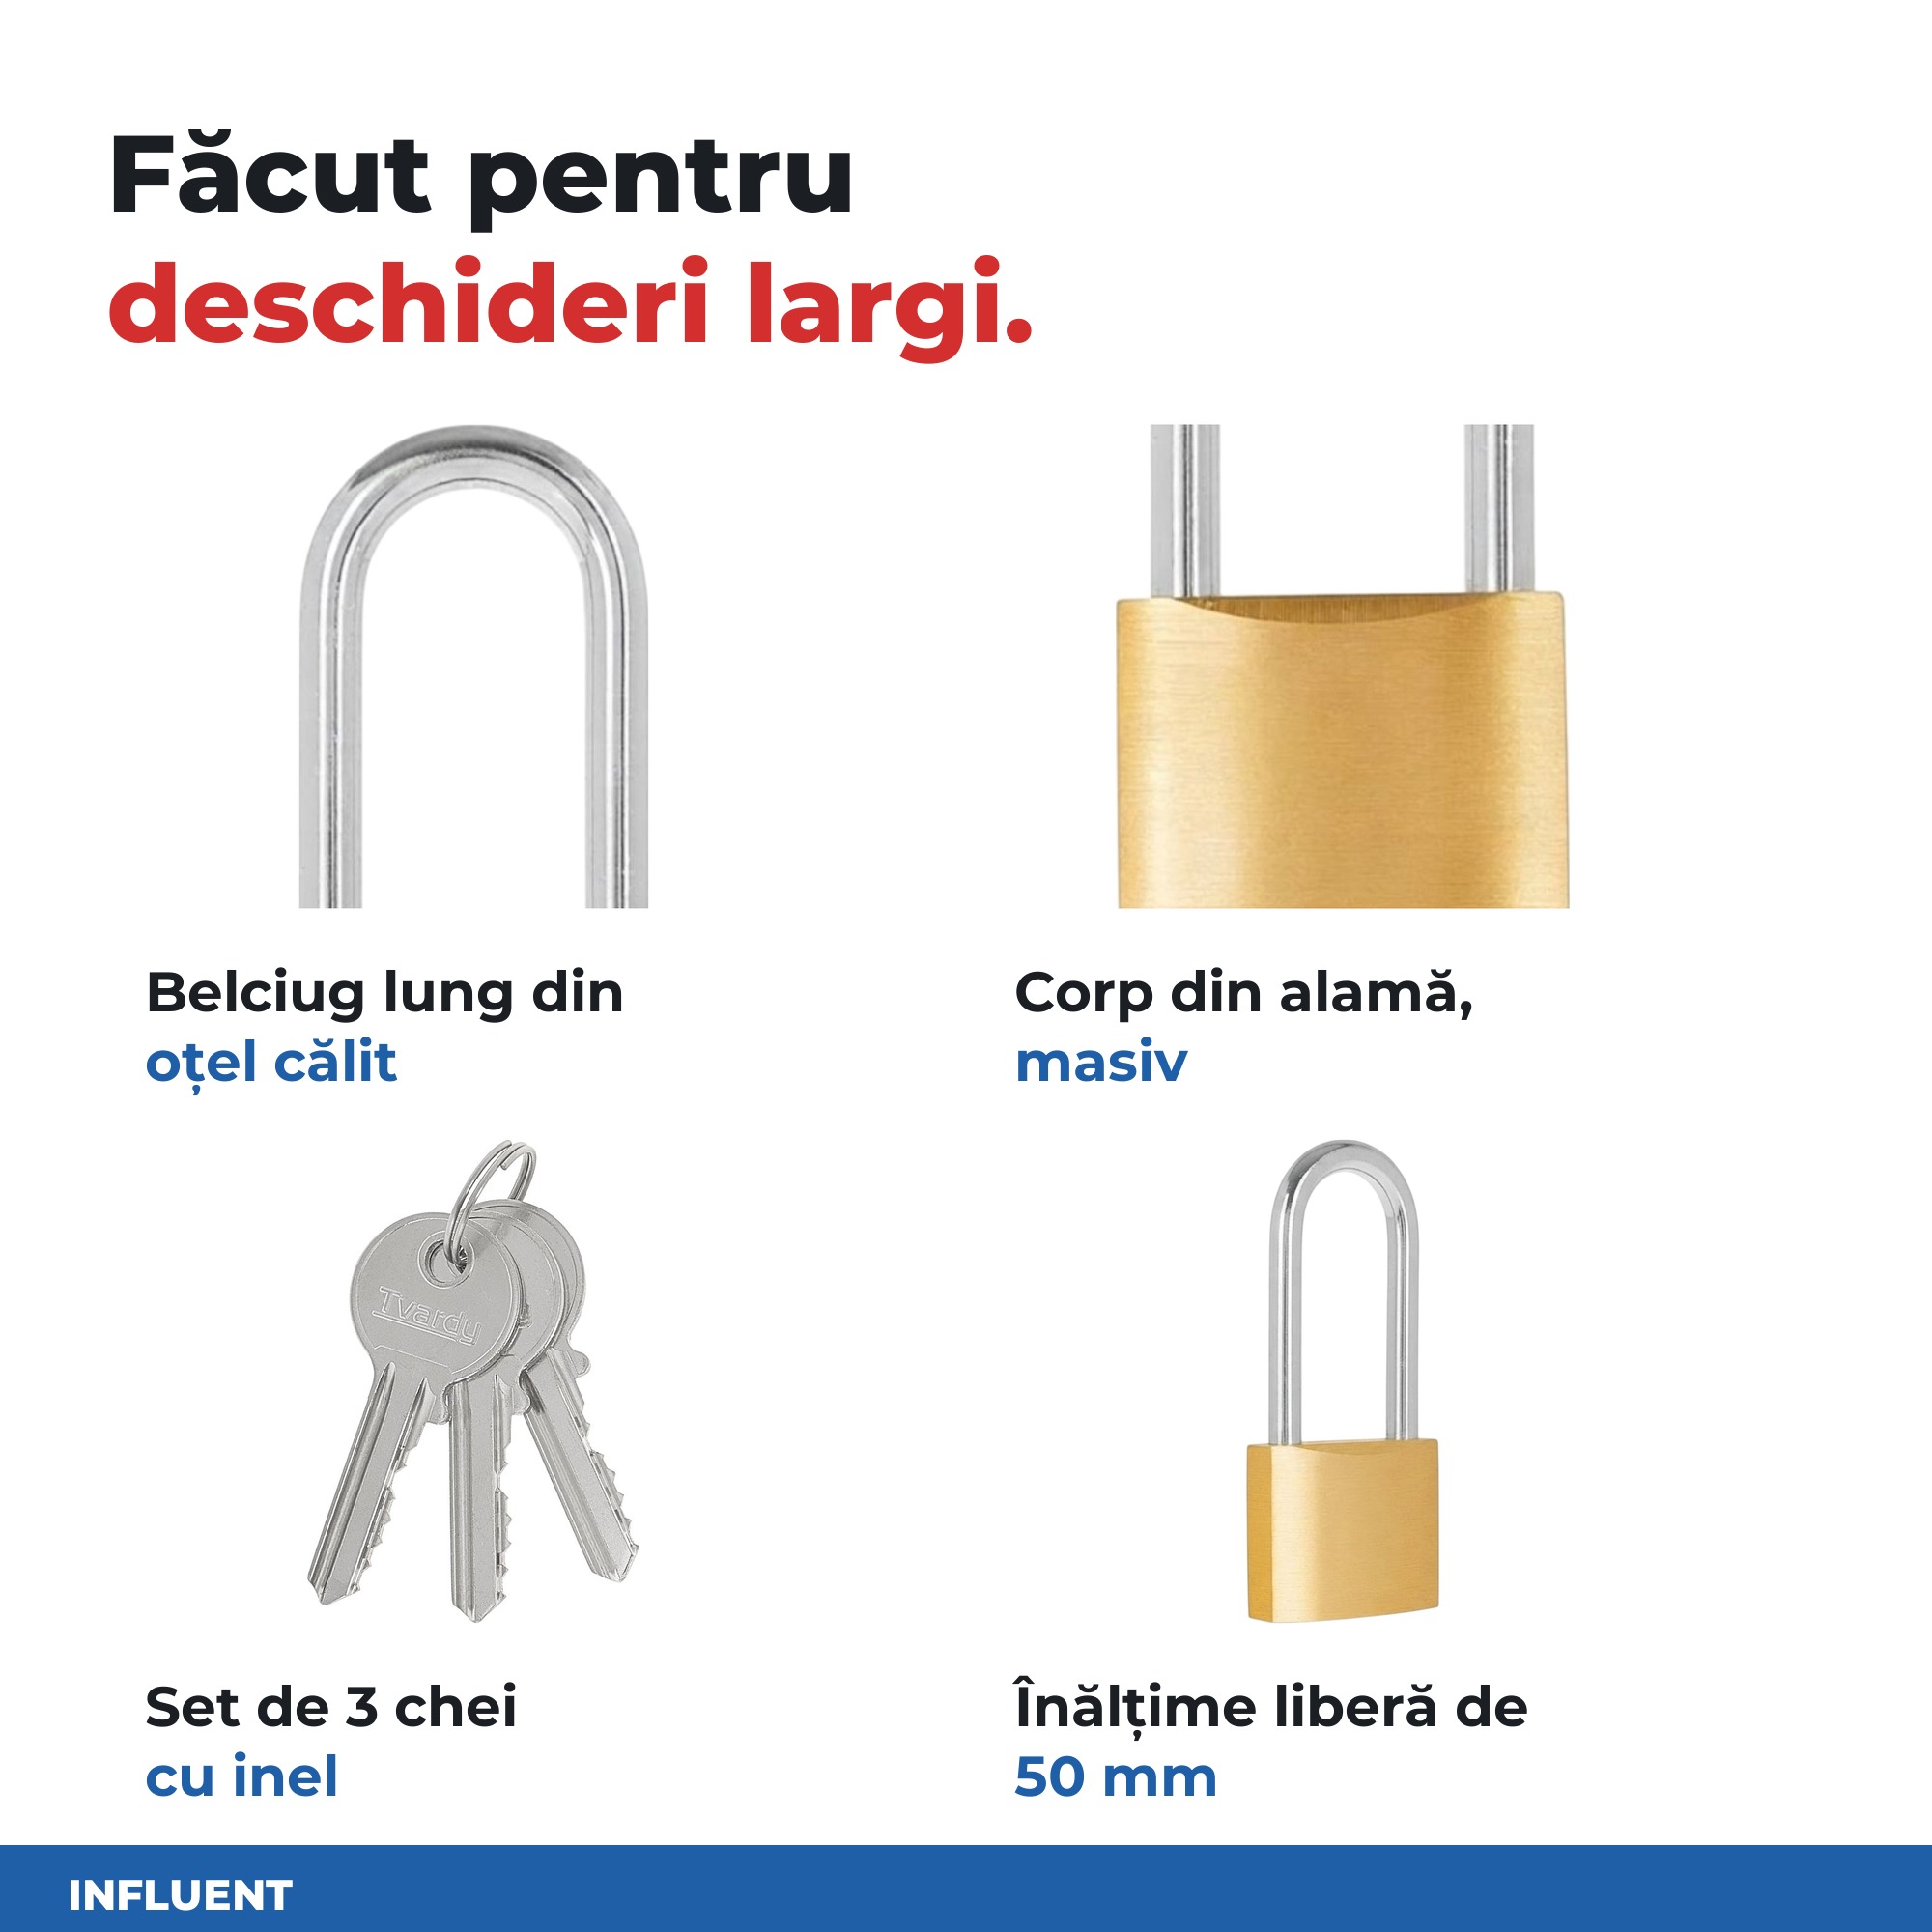 Făcut pentru
deschideri largi.
Belciug lung din
oțel călit
Corp din alamă,
masiv
Tvardy
Set de 3 chei
cu inel
Înălțime liberă de
50 mm
INFLUENT